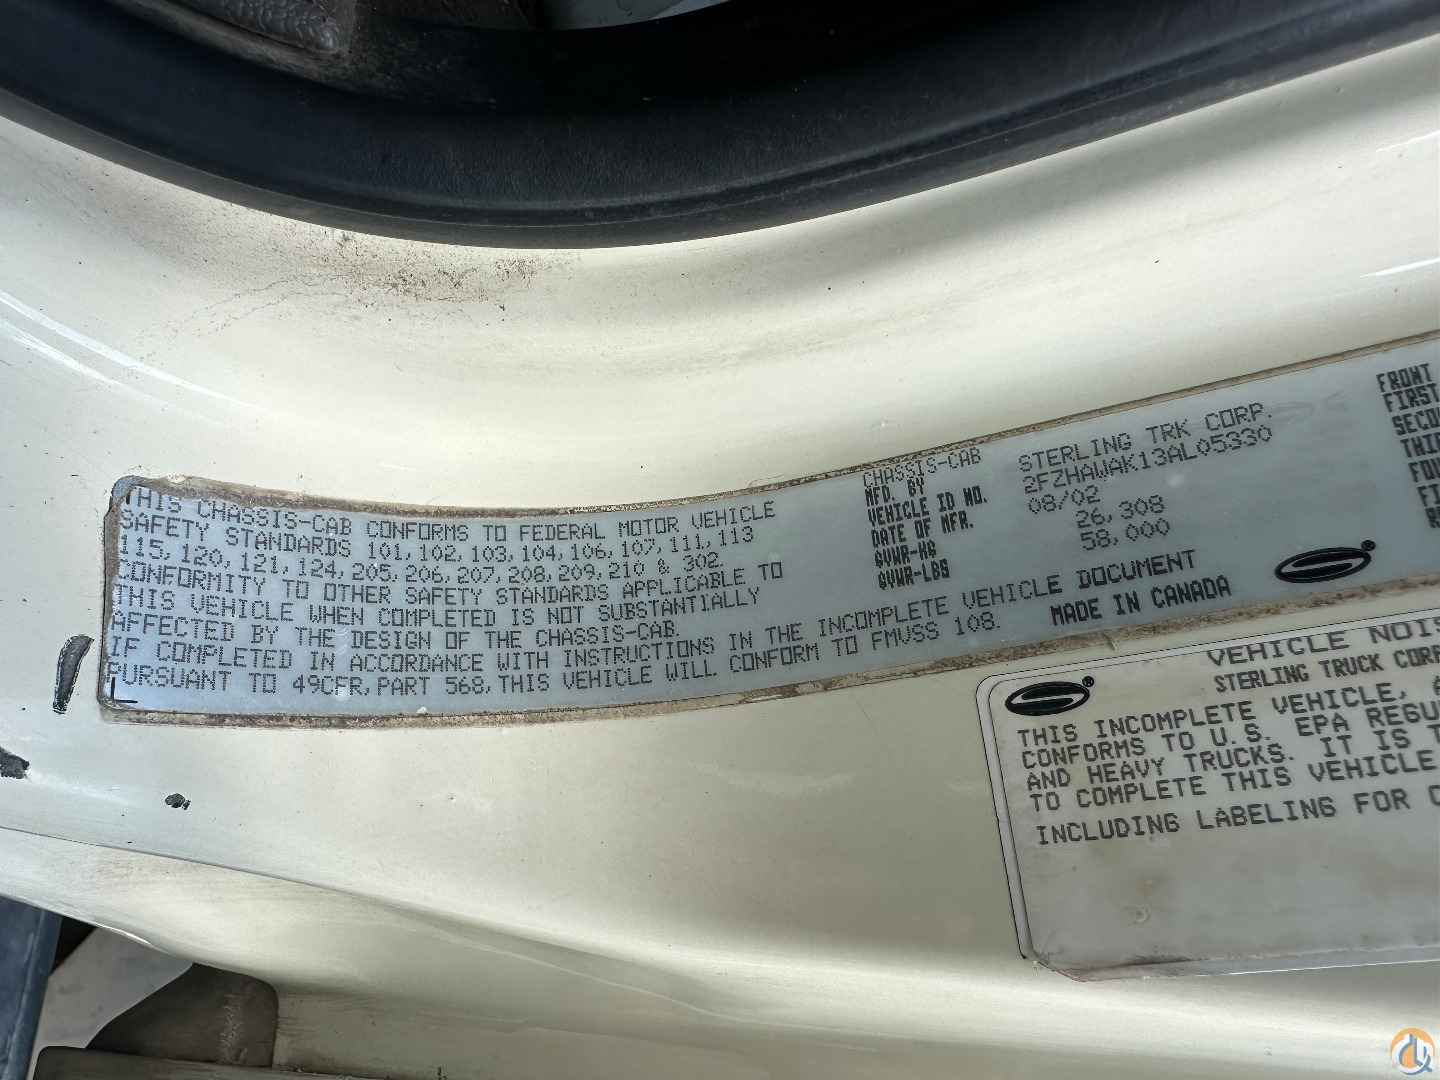 THIS CHASSIS-CAB CONFORMS TO FEDERAL MOTOR VEHICLE
SAFETY STANDARDS 101,102,103,104,106,107,111,113
115,120,121,124,205,206,207,208,209,210 & 302.
CONFORMITY TO OTHER SAFETY STANDARDS APPLICABLE TO
THIS VEHICLE WHEN COMPLETED IS NOT SUBSTANTIALLY
AFFECTED BY THE DESIGN OF THE CHASSIS-CAB.
IF COMPLETED IN ACCORDANCE WITH INSTRUCTIONS IN THE INCOMPLETE VEHICLE DOCUMENT
PURSUANT TO 49CFR,PART 568,THIS VEHICLE WILL CONFORM TO FMVSS 108.
CHASSIS-CAB
MFD. BY STERLING TRK CORP.
VEHICLE ID NO. 2FZHAWAK13AL05330
DATE OF MFR. 08/02
GVWR-KG 26,308
GVWR-LBS 58,000
MADE IN CANADA
FRONT
FIRST
VEHICLE
STERLING TRUCK
THIS INCOMPLETE VEHICLE,
CONFORMS TO U.S. EPA
AND HEAVY TRUCKS. IT IS
TO COMPLETE THIS VEHICLE
INCLUDING LABELING FOR